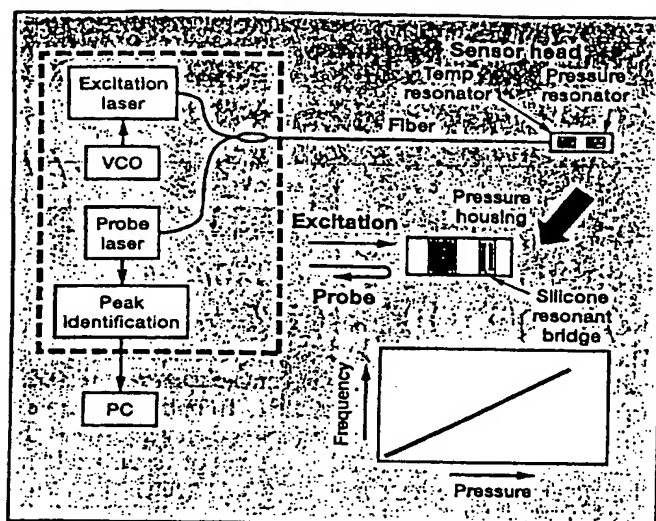 Sensor head
Excitation
laser
Temp
resonator
Pressure
resonator
Fiber
VCO
Probe
laser
Excitation
Pressure
housing
Peak
identification
Probe
Silicone
resonant
bridge
PC
Frequency
Pressure